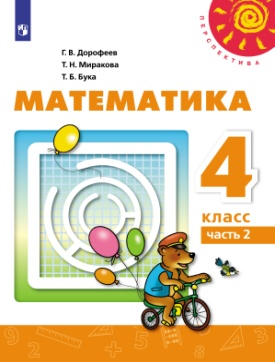 ПЕРСПЕКТИВА
Г. В. Дорофеев
Т. Н. Миракова
Т. Б. Бука
МАТЕМАТИКА
4
класс
часть 2